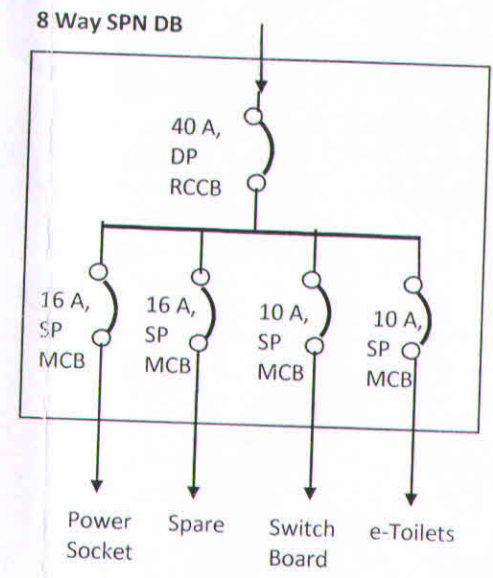 8 Way SPN DB
40 A,
DP
RCCB
16 A,
SP
MCB
16 A,
SP
MCB
10 A,
SP
MCB
10 A,
SP
MCB
Power
Socket
Spare
Switch
Board
e-Toilets